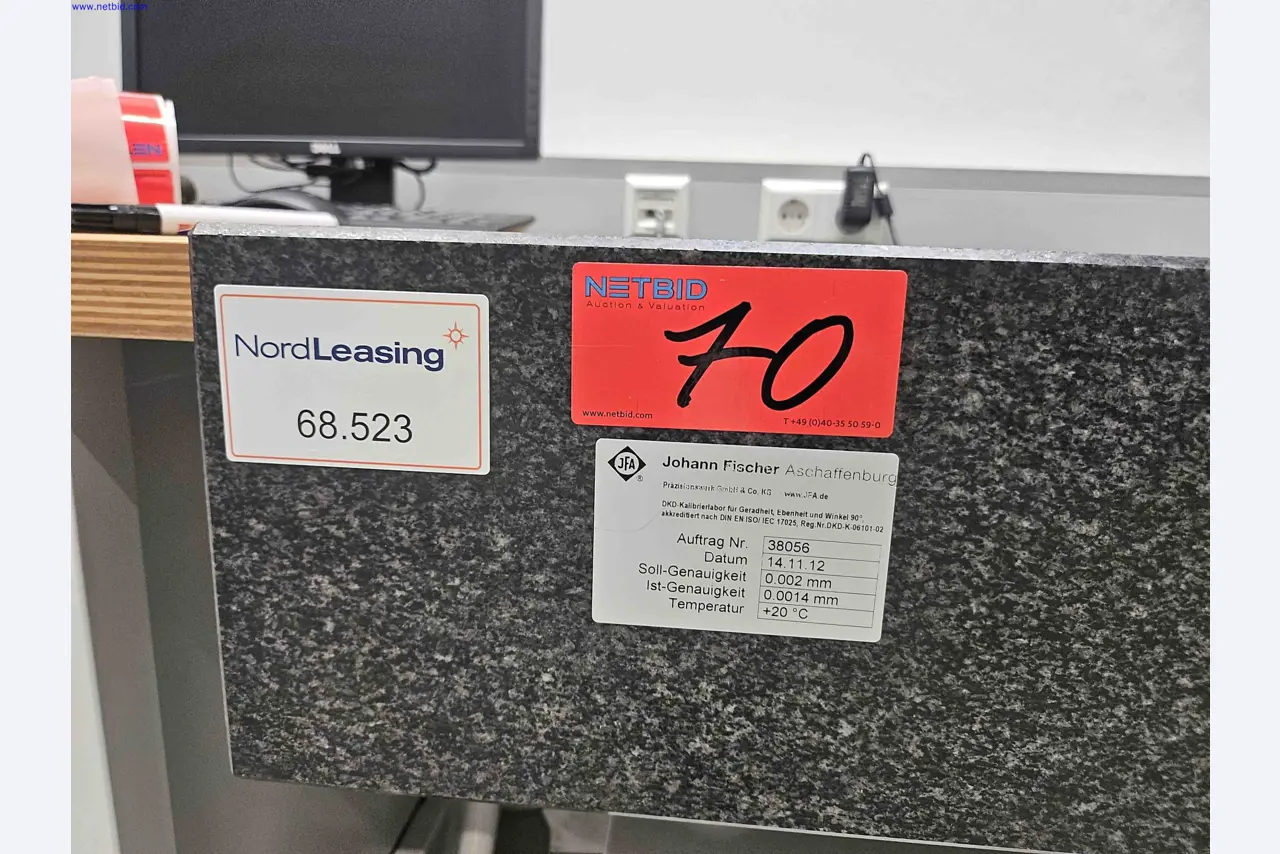 www.netbid.com
DELL
NordLeasing
68.523
NETBID
Auction & Valuation
70
www.netbid.com
T +49 (0)40-35 50 59-0
JFA
®
Johann Fischer Aschaffenburg
Präzisionswerk GmbH & Co. KG www.JFA.de
DKD-Kalibrierlabor für Geradheit, Ebenheit und Winkel 90°,
akkreditiert nach DIN EN ISO/ IEC 17025, Reg.Nr.DKD-K-06101-02
Auftrag Nr. 38056
Datum 14.11.12
Soll-Genauigkeit 0.002 mm
Ist-Genauigkeit 0.0014 mm
Temperatur +20 °C